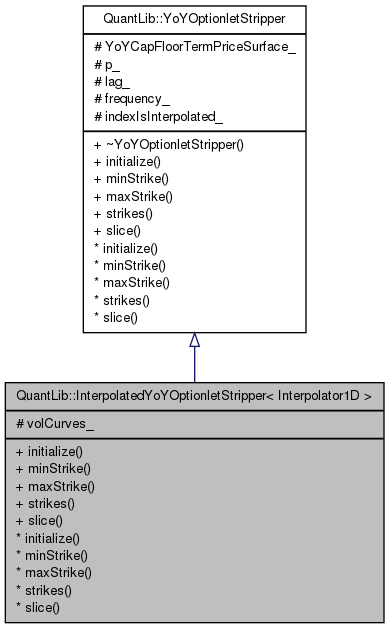 QuantLib::YoYOptionletStripper
# YoYCapFloorTermPriceSurface_
# p_
# lag_
# frequency_
# indexIsInterpolated_
+ ~YoYOptionletStripper()
+ initialize()
+ minStrike()
+ maxStrike()
+ strikes()
+ slice()
* initialize()
* minStrike()
* maxStrike()
* strikes()
* slice()
QuantLib::InterpolatedYoYOptionletStripper< Interpolator1D >
# volCurves_
+ initialize()
+ minStrike()
+ maxStrike()
+ strikes()
+ slice()
* initialize()
* minStrike()
* maxStrike()
* strikes()
* slice()